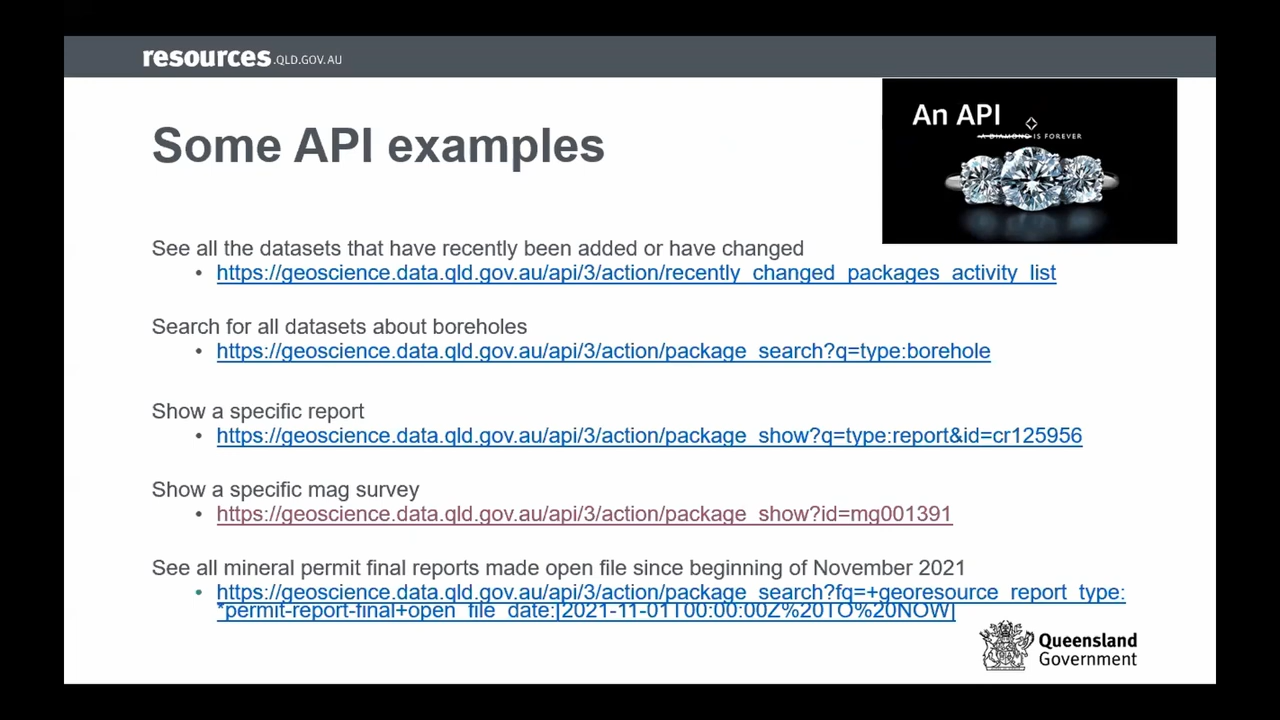 resources.QLD.GOV.AU
An API
A DIAMOND IS FOREVER
Some API examples
See all the datasets that have recently been added or have changed
• https://geoscience.data.qld.gov.au/api/3/action/recently_changed_packages_activity_list
Search for all datasets about boreholes
• https://geoscience.data.qld.gov.au/api/3/action/package_search?q=type:borehole
Show a specific report
• https://geoscience.data.qld.gov.au/api/3/action/package_show?q=type:report&id=cr125956
Show a specific mag survey
• https://geoscience.data.qld.gov.au/api/3/action/package_show?id=mg001391
See all mineral permit final reports made open file since beginning of November 2021
• https://geoscience.data.qld.gov.au/api/3/action/package_search?fq=+georesource_report_type:
*permit-report-final+open_file_date:[2021-11-01T00:00:00Z%20TO%20NOW]
Queensland
Government